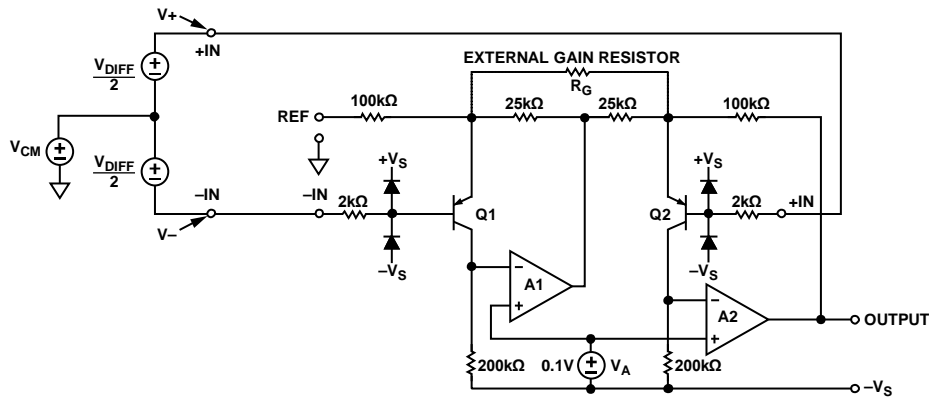 V+
+IN
EXTERNAL GAIN RESISTOR
R_G
V_DIFF
2
100kΩ
25kΩ
25kΩ
100kΩ
REF
V_CM
V_DIFF
2
+V_S
+V_S
–IN
–IN
2kΩ
Q1
Q2
2kΩ
+IN
V–
–V_S
–V_S
–
A1
+
–
A2
+
OUTPUT
200kΩ
0.1V
V_A
200kΩ
–V_S